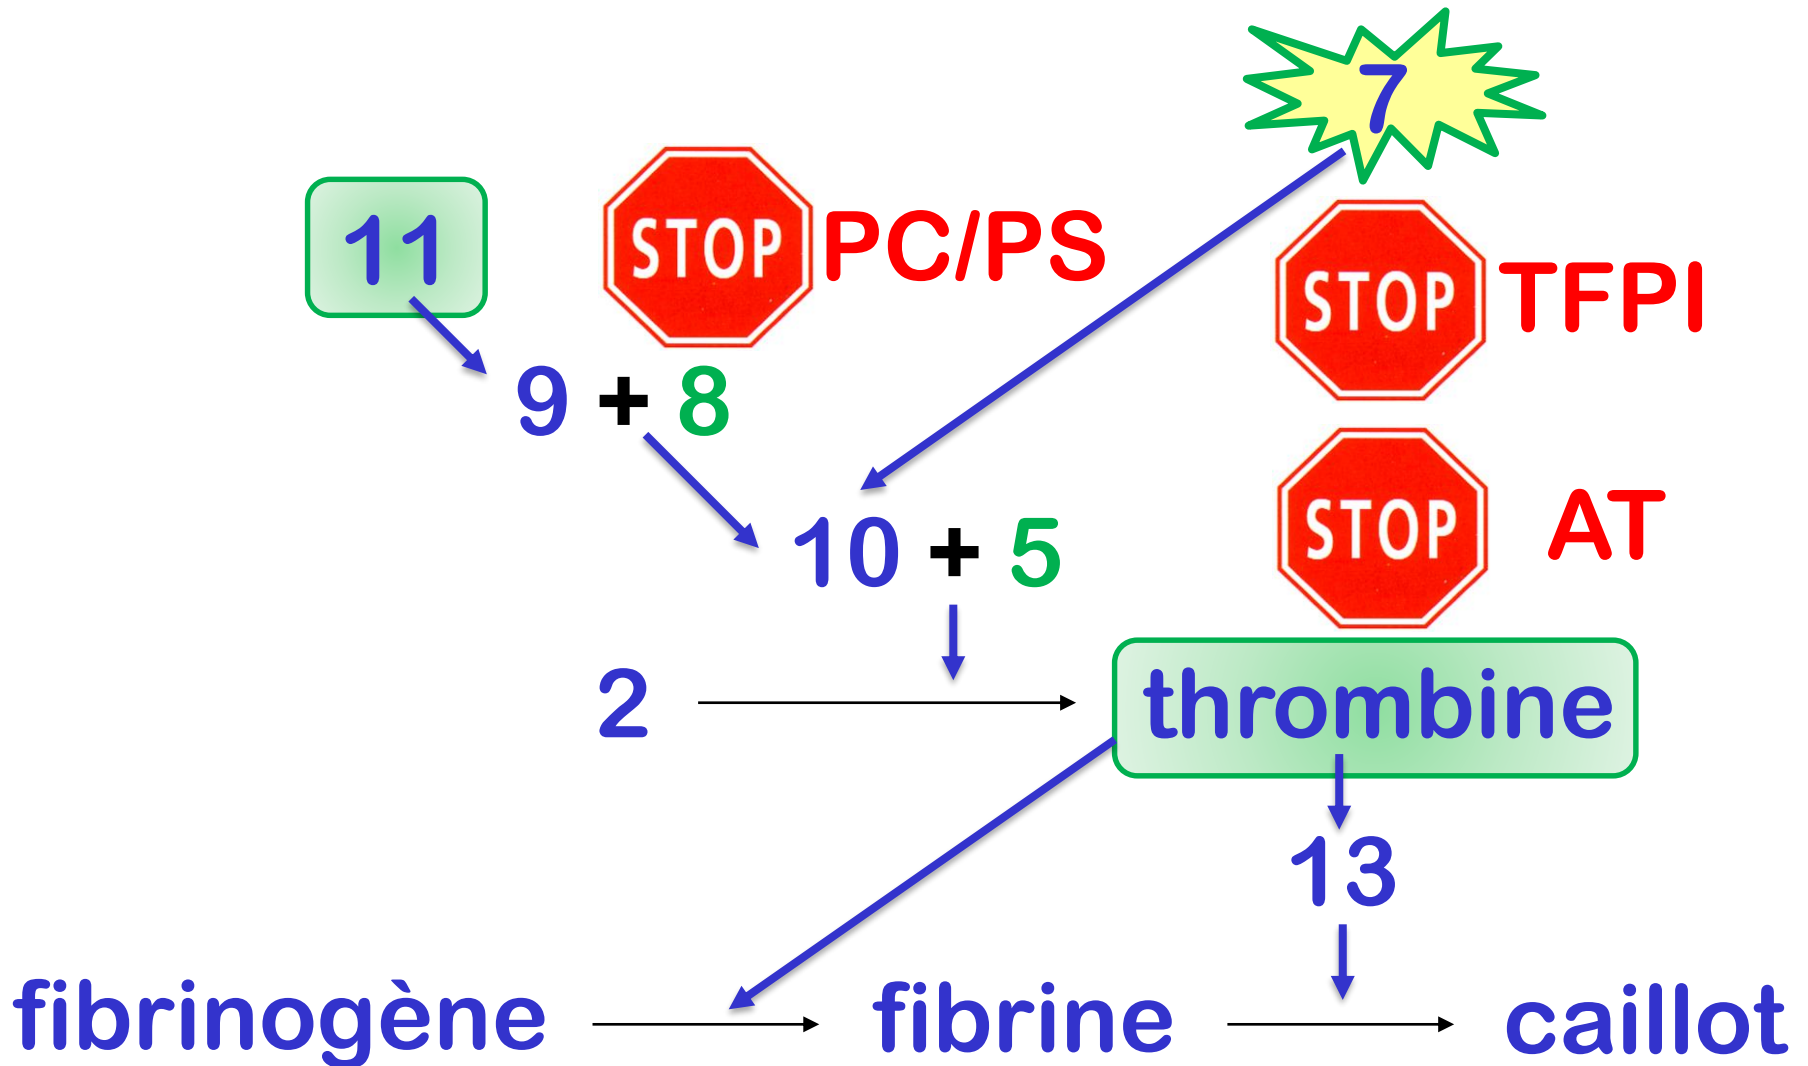 7
11
STOP PC/PS
STOP TFPI
9 + 8
STOP AT
10 + 5
2
thrombine
13
fibrinogène
fibrine
caillot